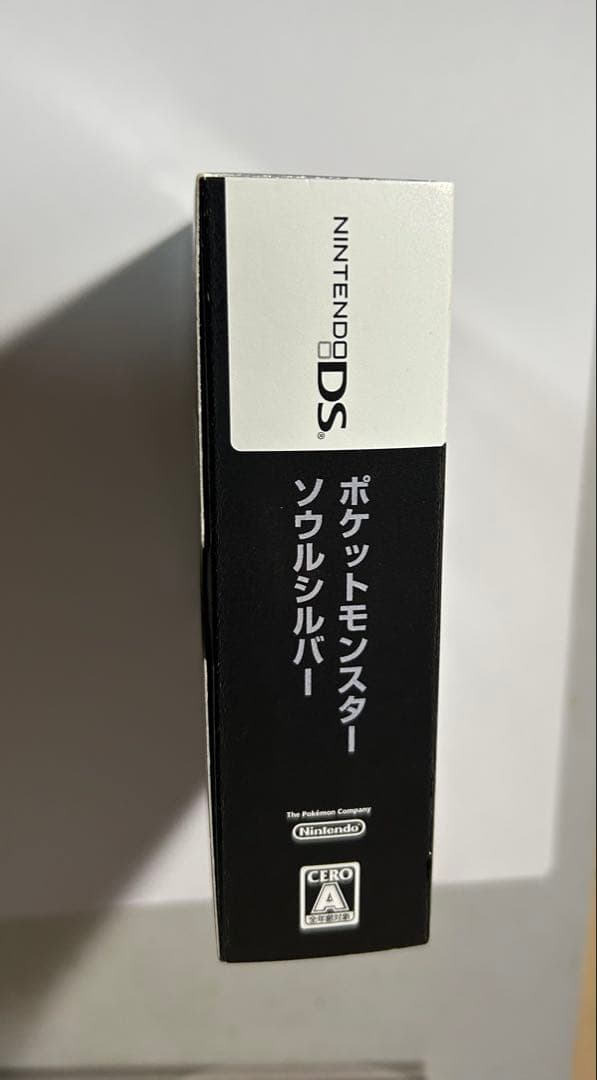 NINTENDO DS®
ポケットモンスター
ソウルシルバー
The Pokémon Company
Nintendo®
CERO
A
全年齢対象